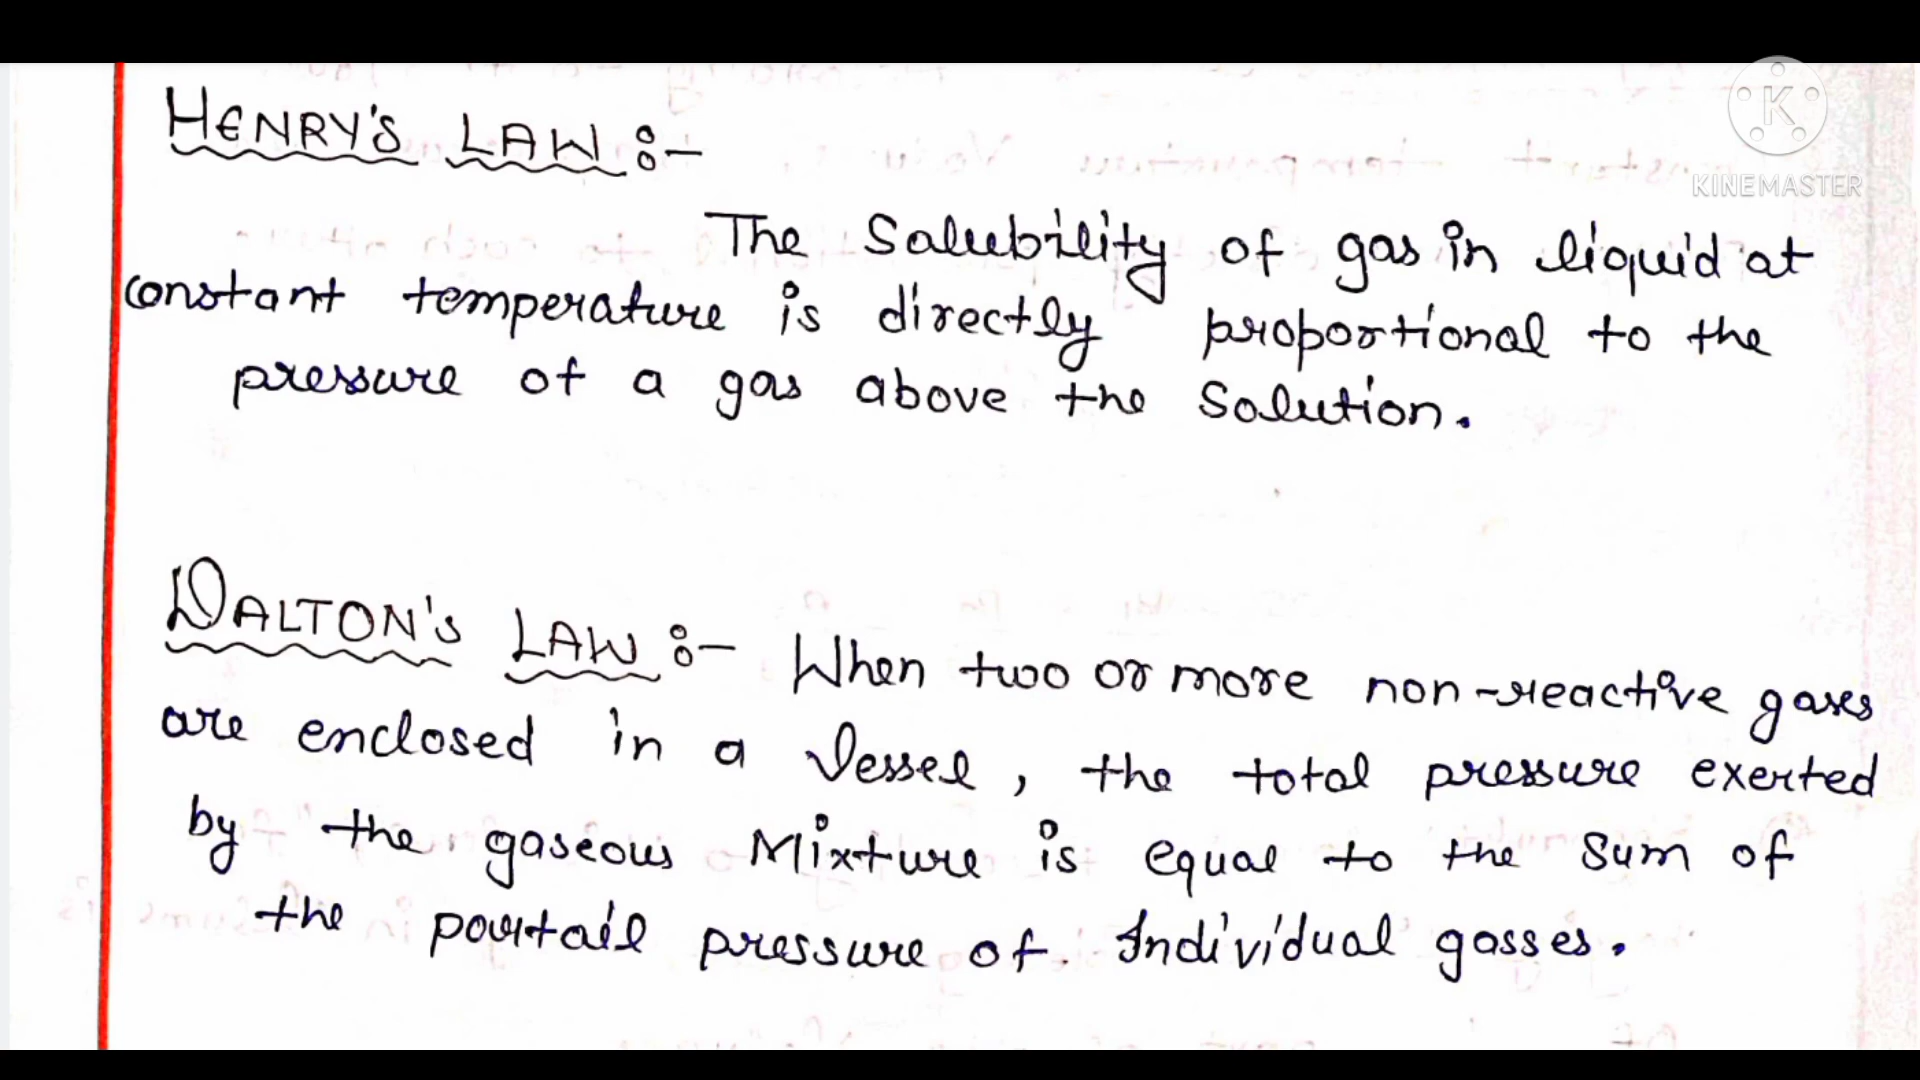 HENRY'S LAW :-
The Salubility of gas in liquid at
constant temperature is directly proportional to the
pressure of a gas above the Solution.
DALTON'S LAW :- When two or more non-reactive gases
are enclosed in a Vessel, the total pressure exerted
by the gaseous Mixture is equal to the Sum of
the partail pressure of Individual gasses.
K
KINEMASTER